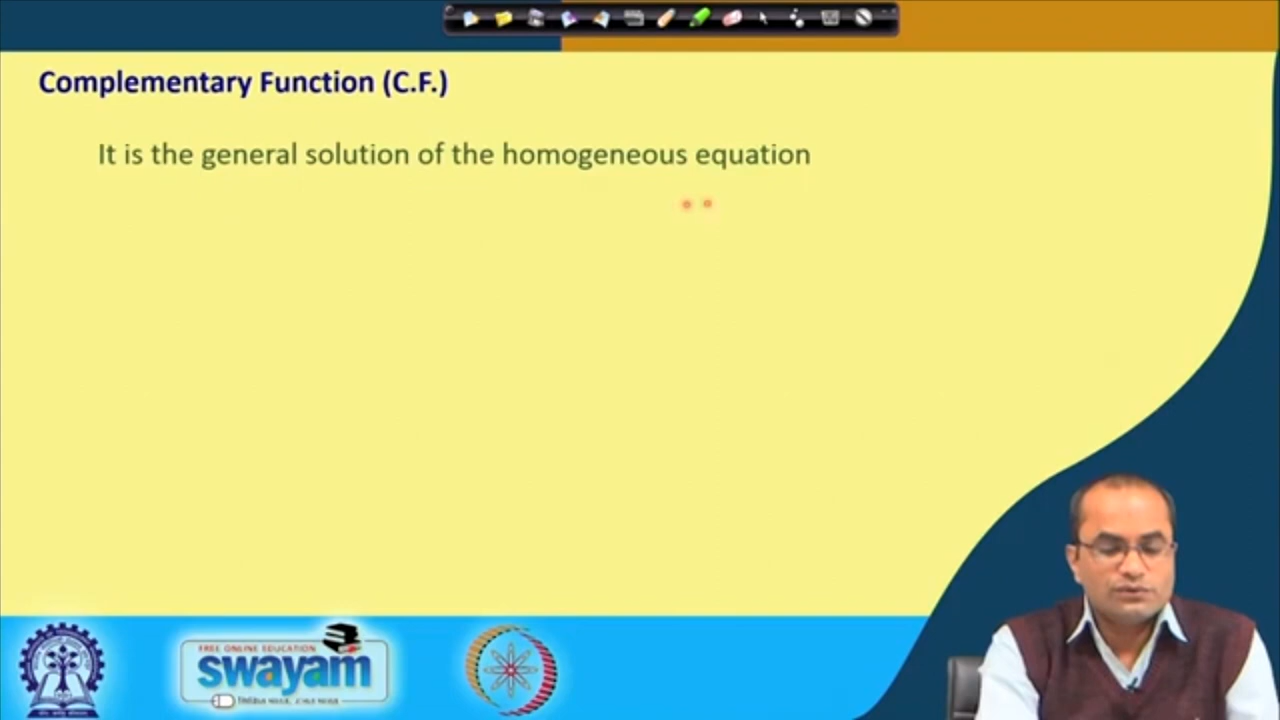 Complementary Function (C.F.)
It is the general solution of the homogeneous equation
FREE ONLINE EDUCATION
swayam